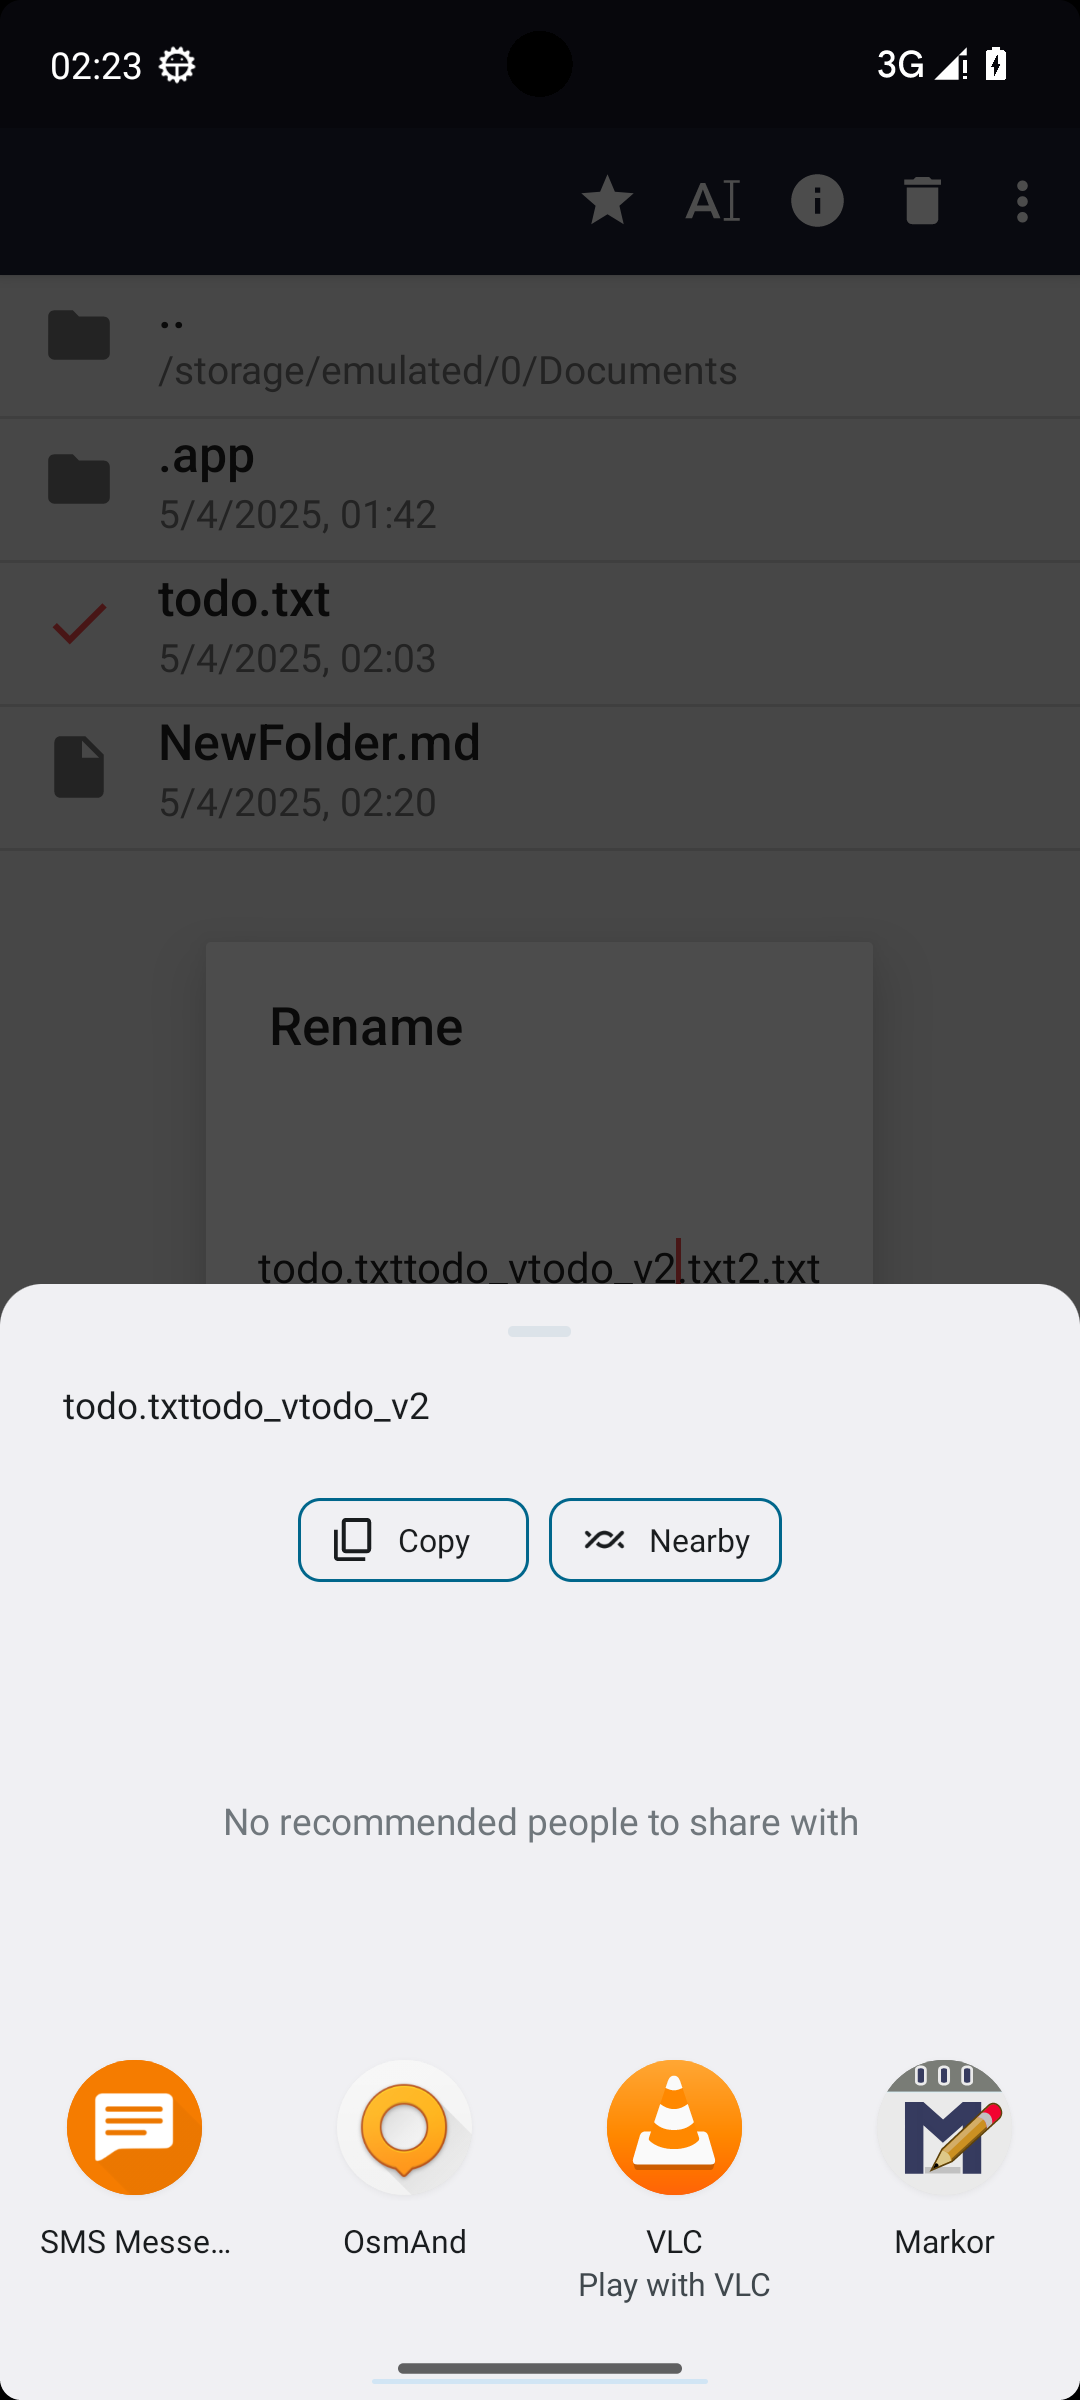 02:23
3G
..
/storage/emulated/0/Documents
.app
5/4/2025, 01:42
todo.txt
5/4/2025, 02:03
NewFolder.md
5/4/2025, 02:20
Rename
todo.txttodo_vtodo_v2.txt2.txt
todo.txttodo_vtodo_v2
Copy
Nearby
No recommended people to share with
SMS Messe...
OsmAnd
VLC
Markor
Play with VLC